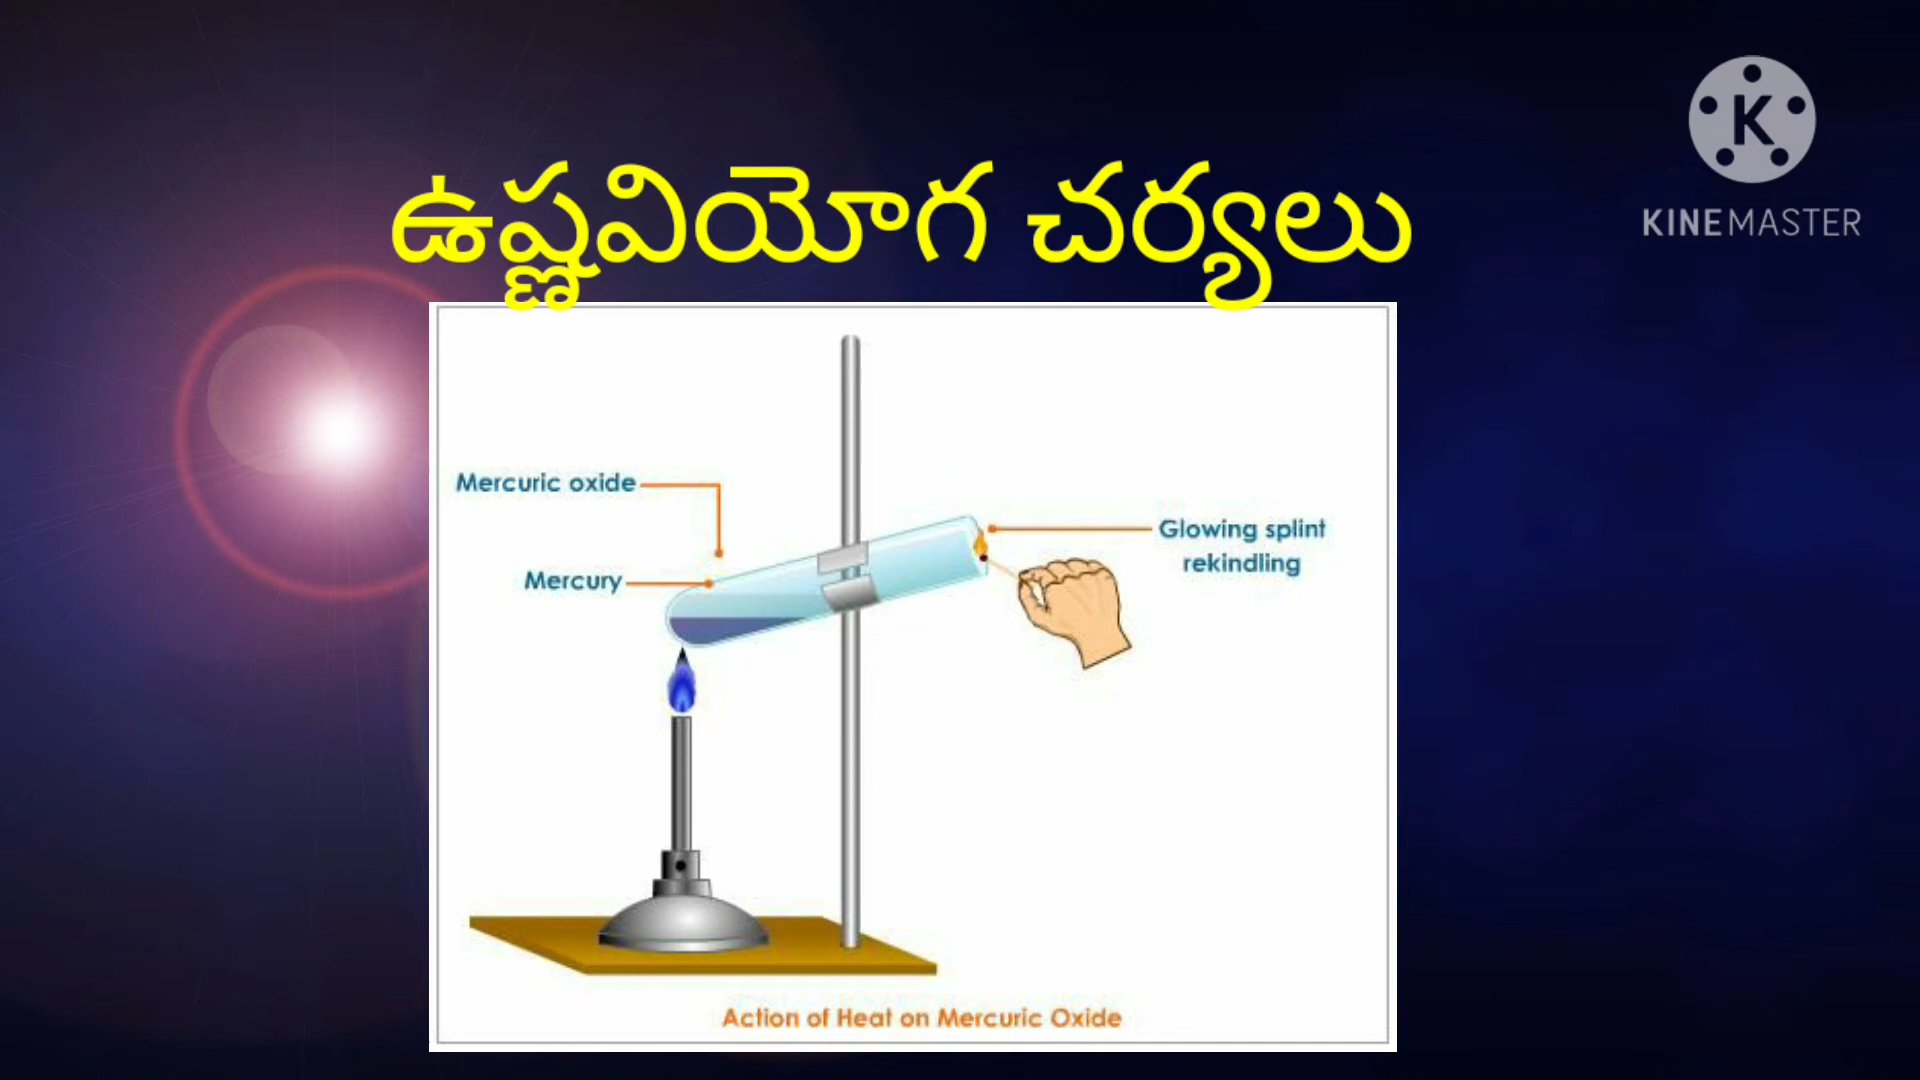 ఉష్ణవియోగ చర్యలు
K
KINEMASTER
Mercuric oxide
Mercury
Glowing splint
rekindling
Action of Heat on Mercuric Oxide